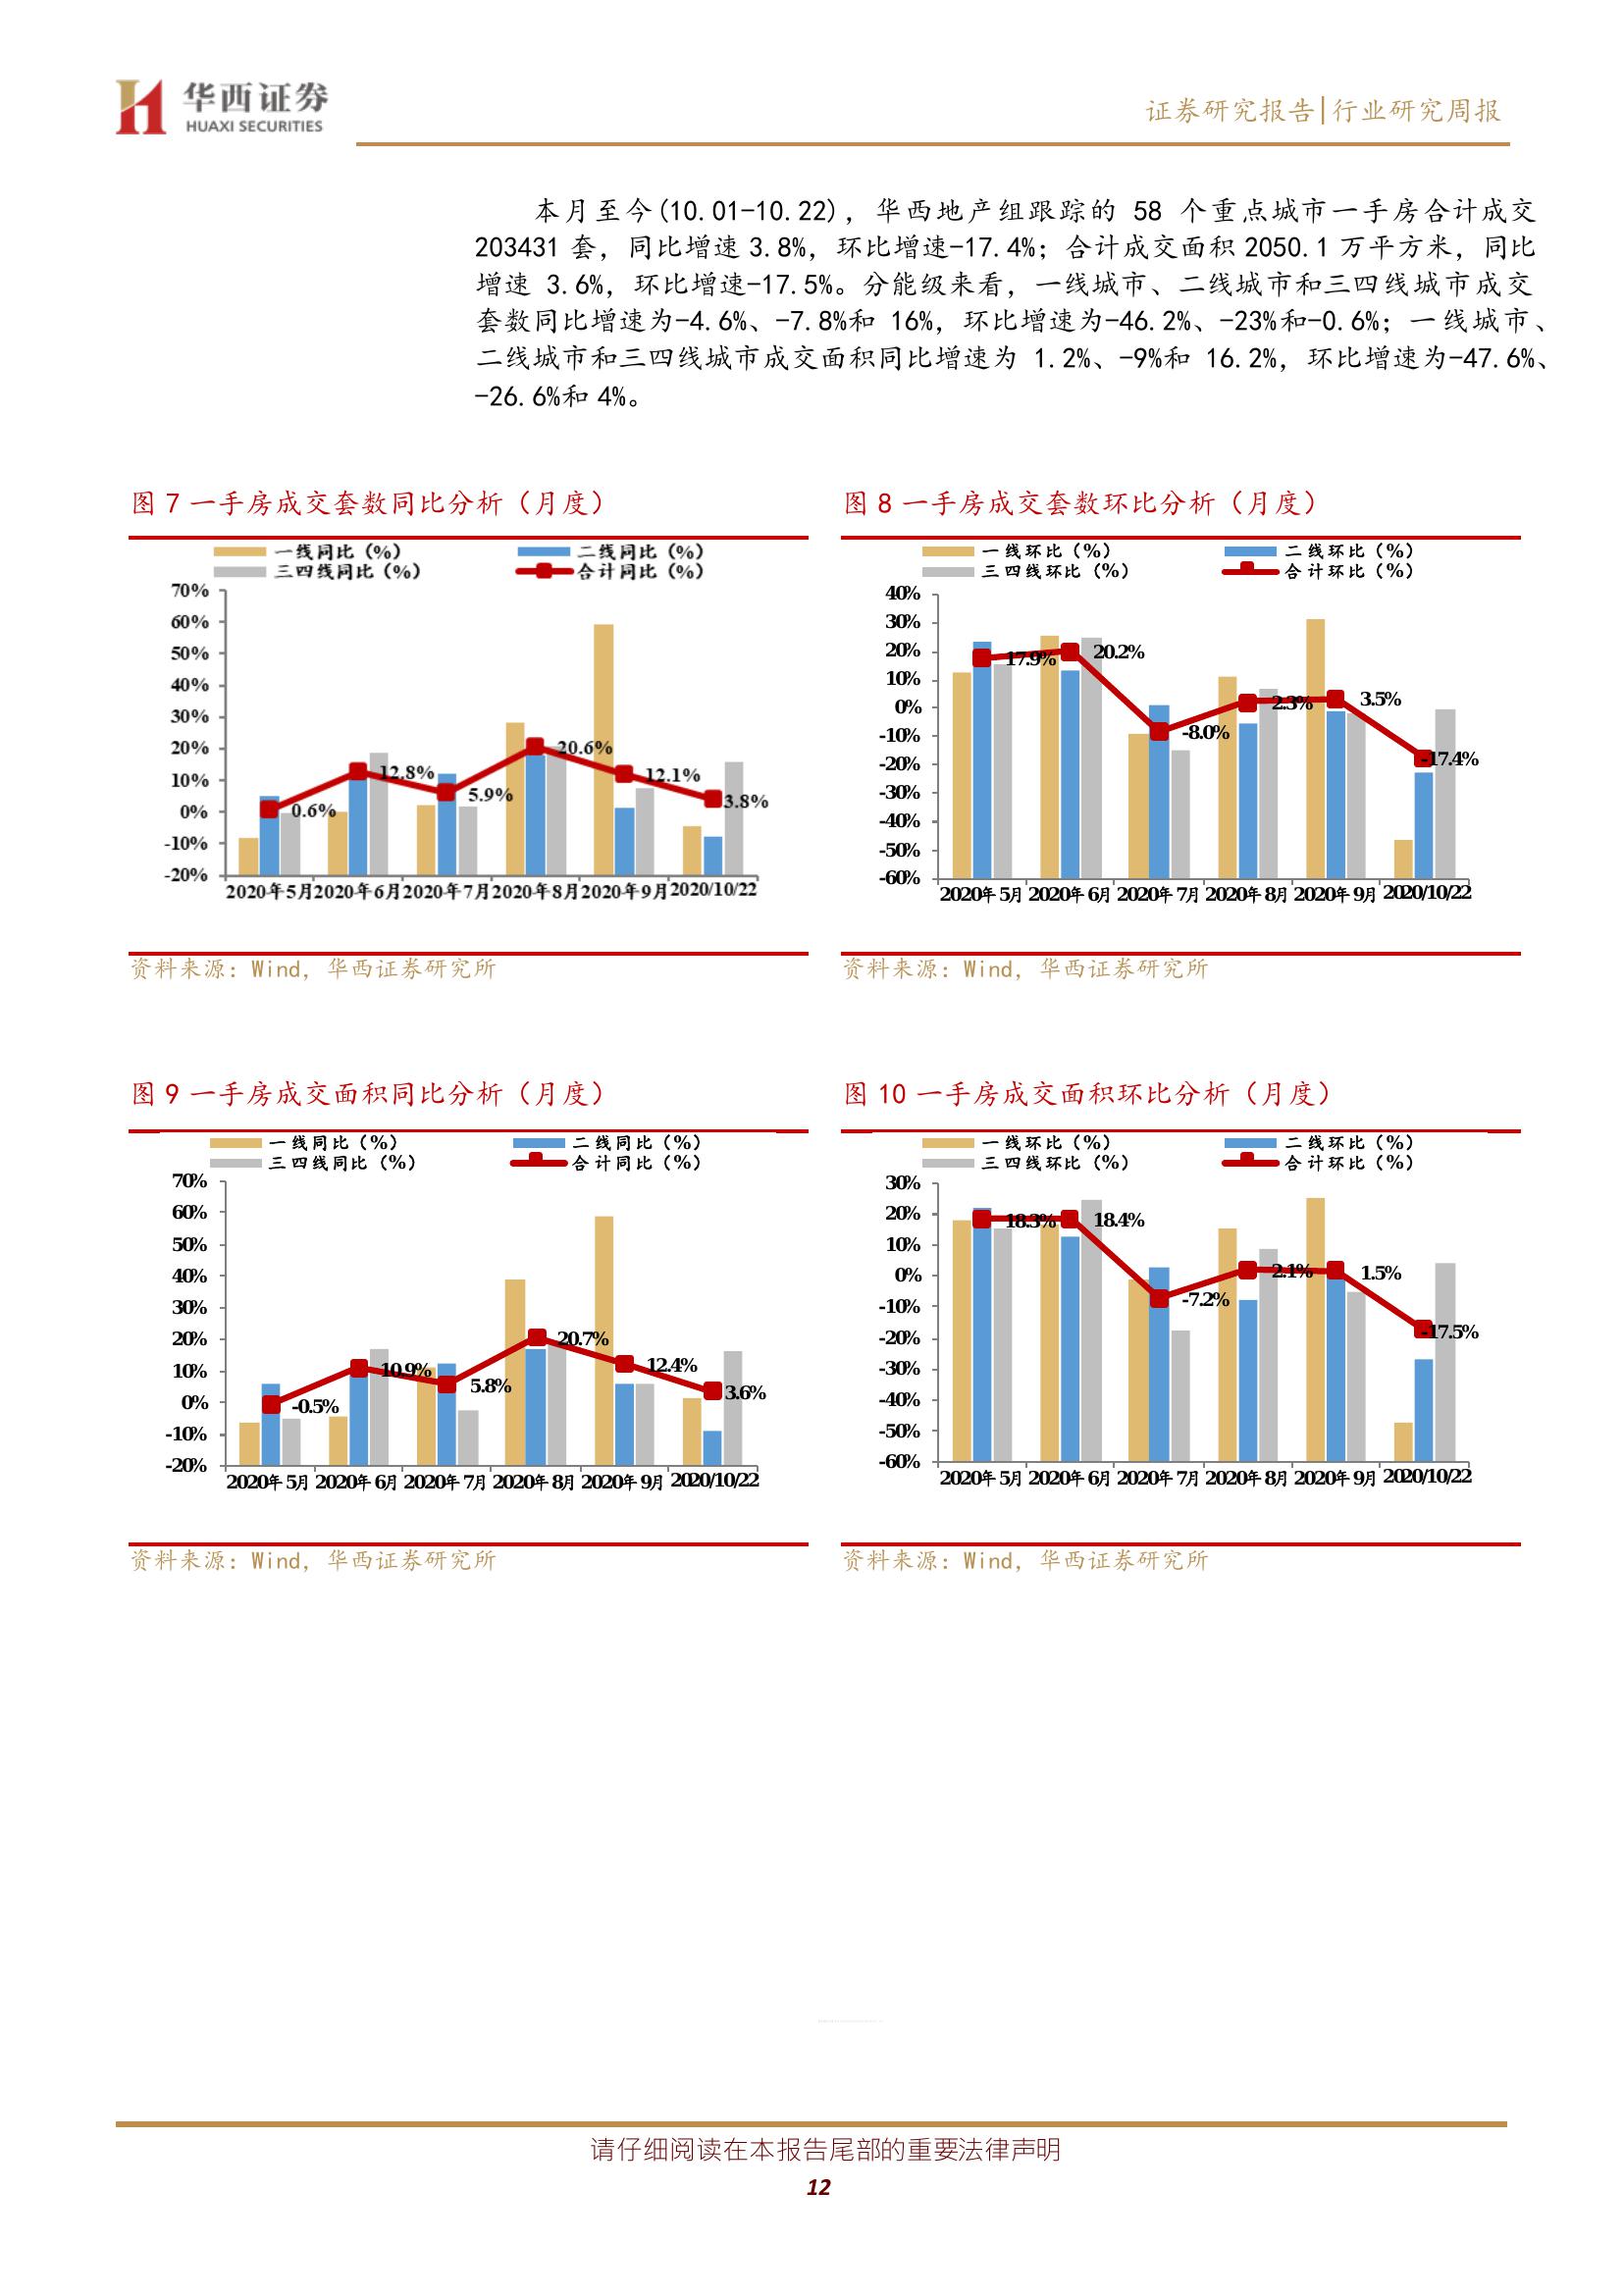 华西证券
HUAXI SECURITIES
证券研究报告|行业研究周报
本月至今(10.01-10.22)，华西地产组跟踪的 58 个重点城市一手房合计成交
203431 套，同比增速 3.8%，环比增速-17.4%；合计成交面积 2050.1 万平方米，同比
增速 3.6%，环比增速-17.5%。分能级来看，一线城市、二线城市和三四线城市成交
套数同比增速为-4.6%、-7.8%和 16%，环比增速为-46.2%、-23%和-0.6%；一线城市、
二线城市和三四线城市成交面积同比增速为 1.2%、-9%和 16.2%，环比增速为-47.6%、
-26.6%和 4%。
图 7 一手房成交套数同比分析（月度）
一线同比（%） 二线同比（%）
三四线同比（%） 合计同比（%）
70%
60%
50%
40%
30%
20%
10%
0%
-10%
-20%
0.6% 12.8% 5.9% 20.6% 12.1% 3.8%
2020年5月 2020年6月 2020年7月 2020年8月 2020年9月 2020/10/22
资料来源：Wind，华西证券研究所
图 8 一手房成交套数环比分析（月度）
一线环比（%） 二线环比（%）
三四线环比（%） 合计环比（%）
40%
30%
20%
10%
0%
-10%
-20%
-30%
-40%
-50%
-60%
17.9% 20.2% -8.0% 2.3% 3.5% -17.4%
2020年5月 2020年6月 2020年7月 2020年8月 2020年9月 2020/10/22
资料来源：Wind，华西证券研究所
图 9 一手房成交面积同比分析（月度）
一线同比（%） 二线同比（%）
三四线同比（%） 合计同比（%）
70%
60%
50%
40%
30%
20%
10%
0%
-10%
-20%
-0.5% 10.9% 5.8% 20.7% 12.4% 3.6%
2020年5月 2020年6月 2020年7月 2020年8月 2020年9月 2020/10/22
资料来源：Wind，华西证券研究所
图 10 一手房成交面积环比分析（月度）
一线环比（%） 二线环比（%）
三四线环比（%） 合计环比（%）
30%
20%
10%
0%
-10%
-20%
-30%
-40%
-50%
-60%
18.3% 18.4% -7.2% 2.1% 1.5% -17.5%
2020年5月 2020年6月 2020年7月 2020年8月 2020年9月 2020/10/22
资料来源：Wind，华西证券研究所
请仔细阅读在本报告尾部的重要法律声明
12